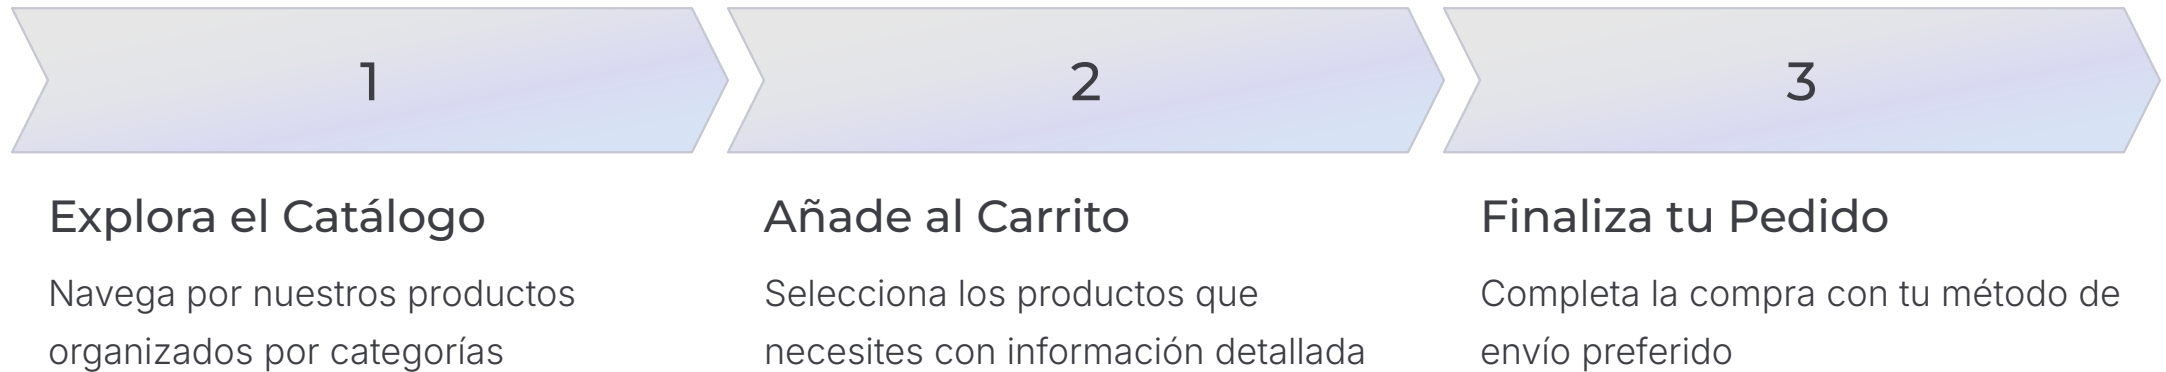 1
Explora el Catálogo
Navega por nuestros productos
organizados por categorías
2
Añade al Carrito
Selecciona los productos que
necesites con información detallada
3
Finaliza tu Pedido
Completa la compra con tu método de
envío preferido